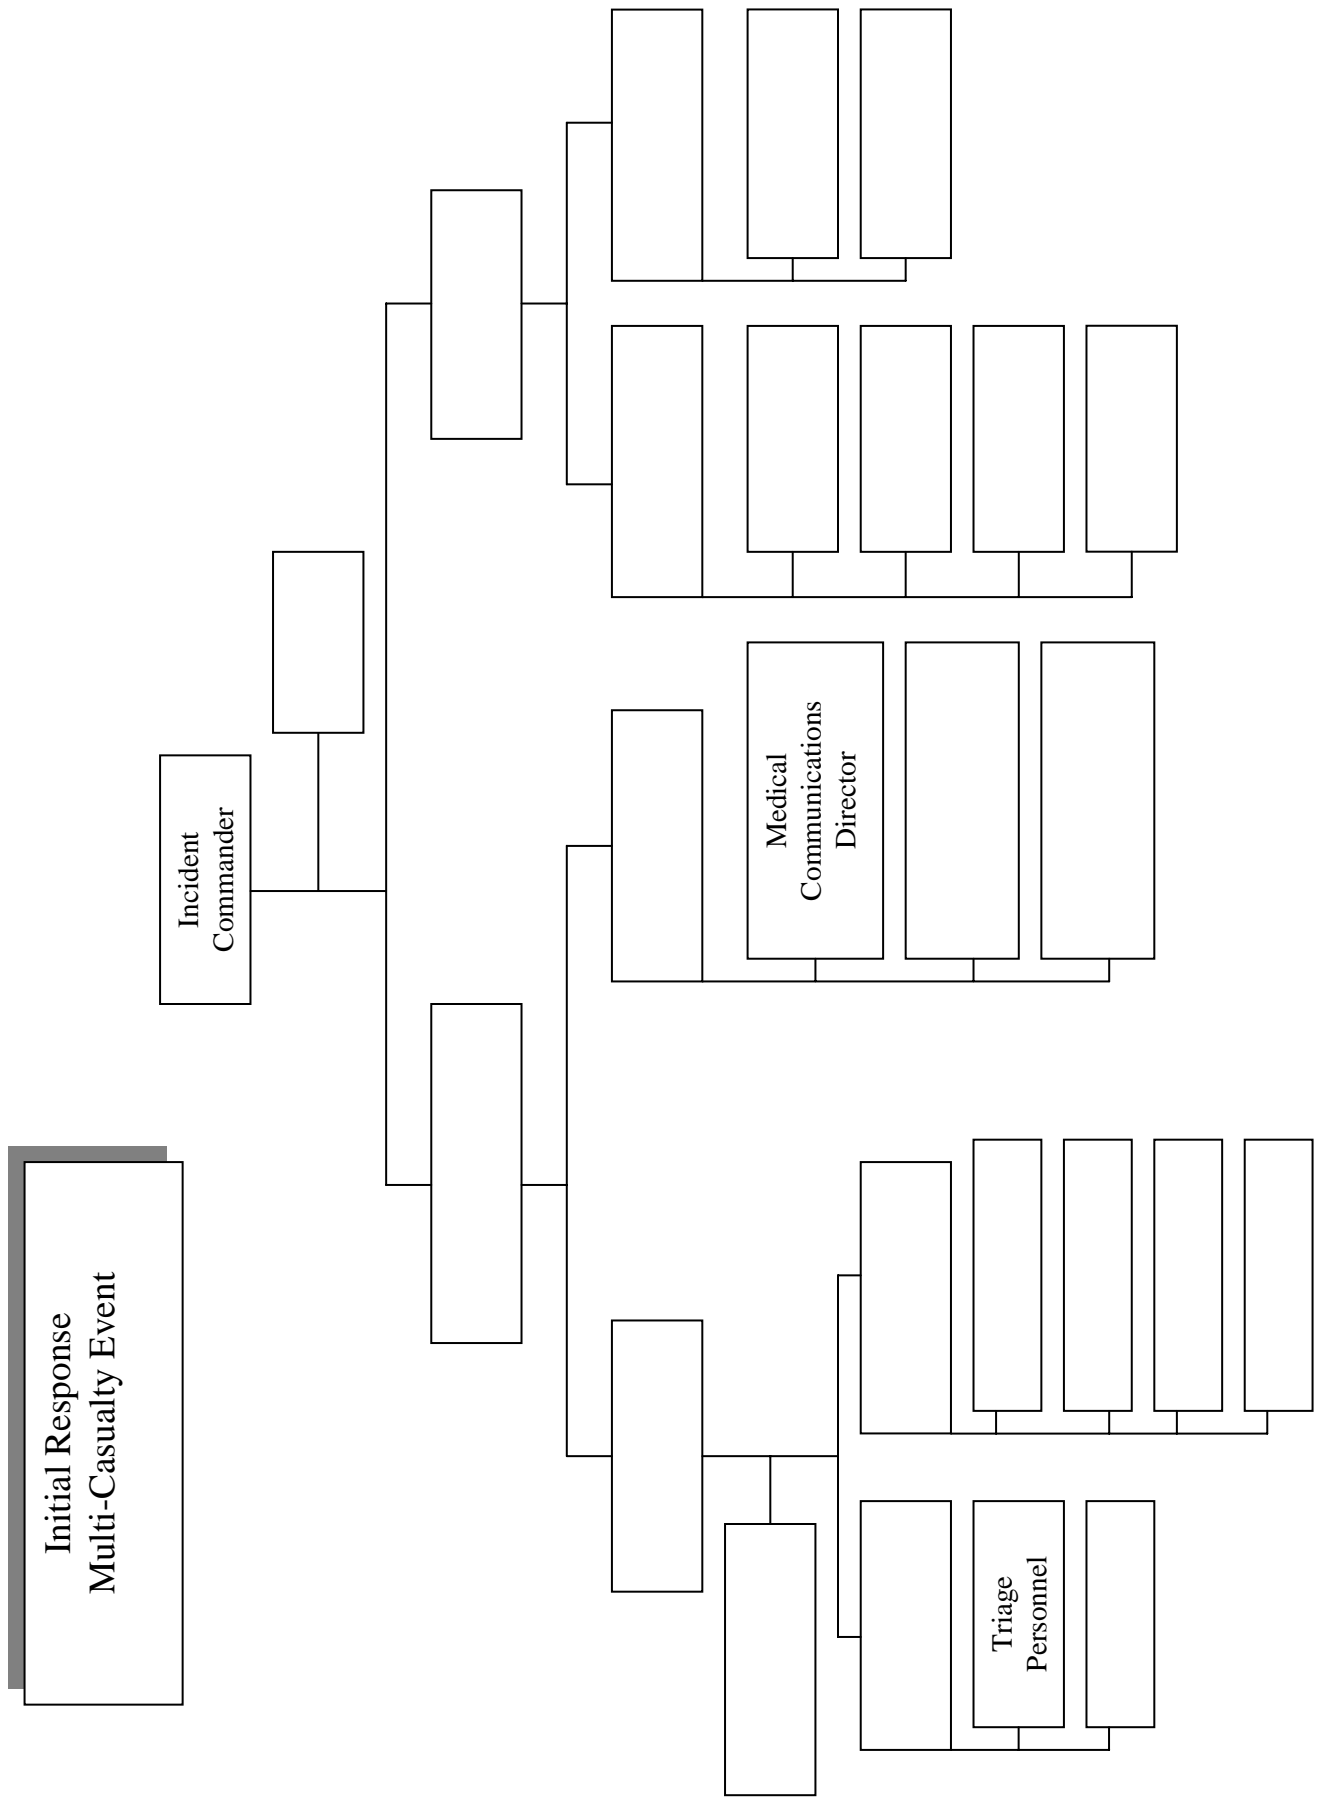 Initial Response
Multi-Casualty Event
Incident
Commander
Medical
Communications
Director
Triage
Personnel